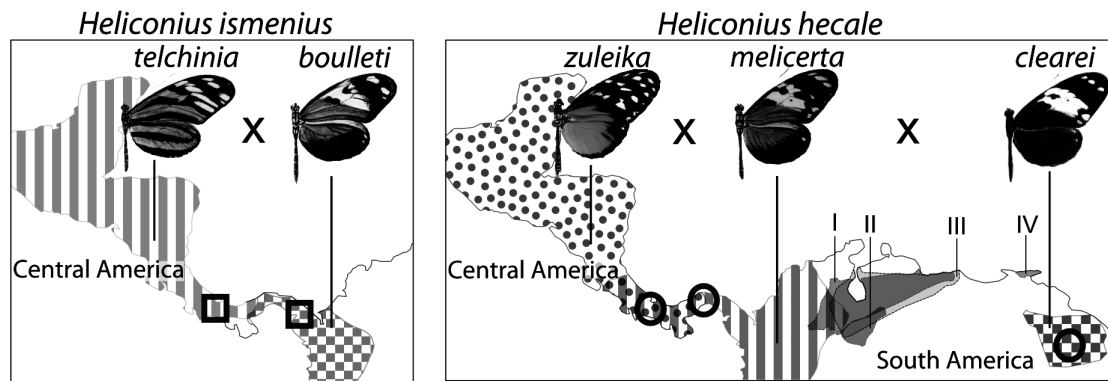 Heliconius ismenius
Heliconius hecale
telchinia
boulleti
zuleika
melicerta
clearei
X
X
X
I
II
III
IV
Central America
Central America
South America